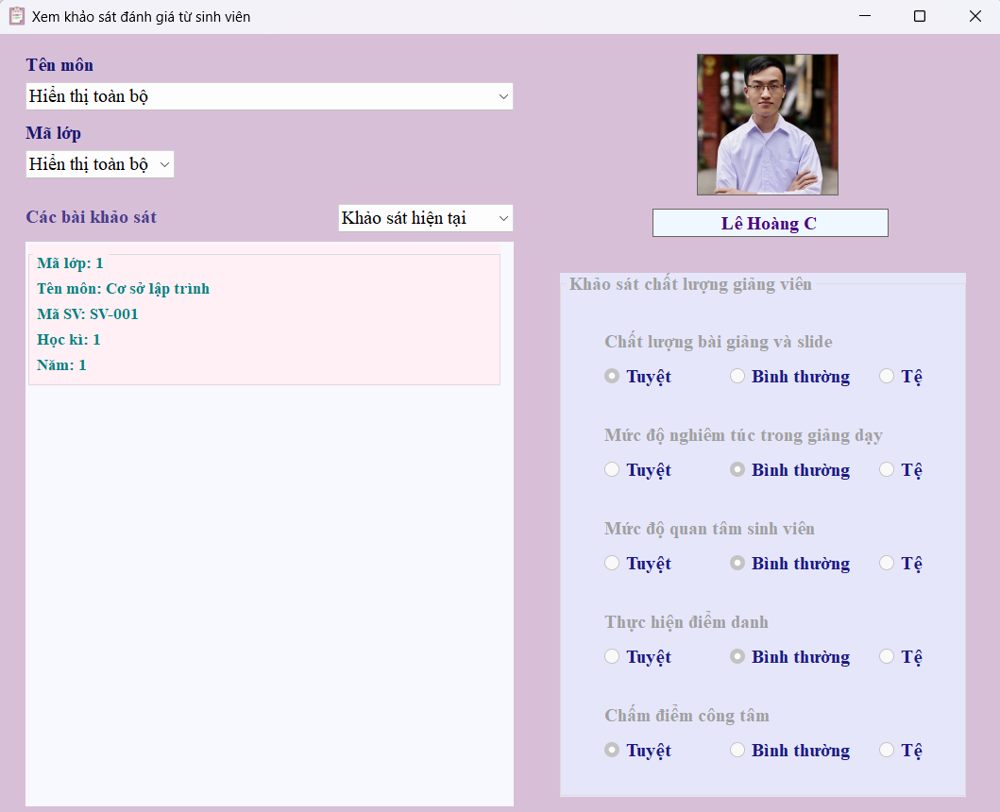 Xem khảo sát đánh giá từ sinh viên
Tên môn
Hiển thị toàn bộ
Mã lớp
Hiển thị toàn bộ
Các bài khảo sát
Khảo sát hiện tại
Mã lớp: 1
Tên môn: Cơ sở lập trình
Mã SV: SV-001
Học kì: 1
Năm: 1
Lê Hoàng C
Khảo sát chất lượng giảng viên
Chất lượng bài giảng và slide
Tuyệt Bình thường Tệ
Mức độ nghiêm túc trong giảng dạy
Tuyệt Bình thường Tệ
Mức độ quan tâm sinh viên
Tuyệt Bình thường Tệ
Thực hiện điểm danh
Tuyệt Bình thường Tệ
Chấm điểm công tâm
Tuyệt Bình thường Tệ